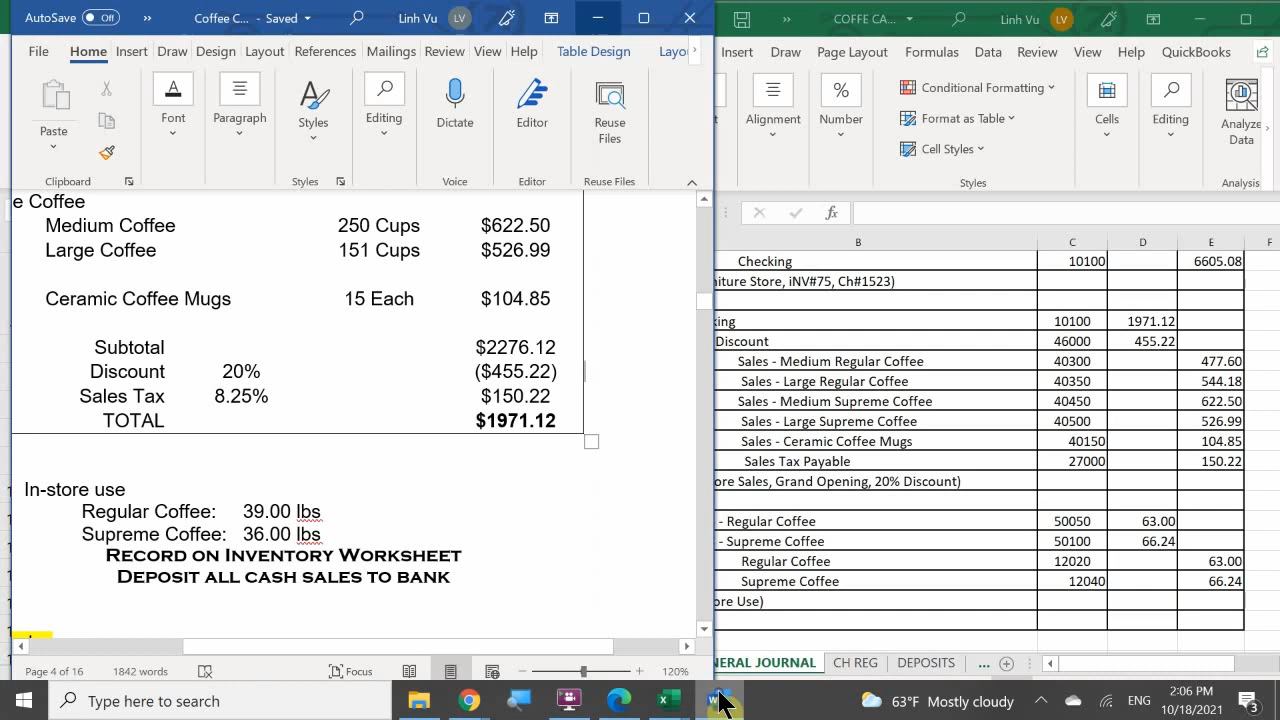 AutoSave Off Coffee C... - Saved Linh Vu LV
File Home Insert Draw Design Layout References Mailings Review View Help Table Design Layou
Paste Font Paragraph Styles Editing Dictate Editor Reuse Files
Clipboard Styles Voice Editor Reuse Files
e Coffee
Medium Coffee 250 Cups $622.50
Large Coffee 151 Cups $526.99
Ceramic Coffee Mugs 15 Each $104.85
Subtotal $2276.12
Discount 20% ($455.22)
Sales Tax 8.25% $150.22
TOTAL $1971.12
In-store use
Regular Coffee: 39.00 lbs
Supreme Coffee: 36.00 lbs
RECORD ON INVENTORY WORKSHEET
DEPOSIT ALL CASH SALES TO BANK
Page 4 of 16 1842 words Focus 120%
COFFE CA... Linh Vu LV
Insert Draw Page Layout Formulas Data Review View Help QuickBooks
Alignment Number Conditional Formatting Format as Table Cell Styles Cells Editing Analyze Data
Styles Analysis
fx
B C D E F
Checking 10100 6605.08
niture Store, iNV#75, Ch#1523)
king 10100 1971.12
Discount 46000 455.22
Sales - Medium Regular Coffee 40300 477.60
Sales - Large Regular Coffee 40350 544.18
Sales - Medium Supreme Coffee 40450 622.50
Sales - Large Supreme Coffee 40500 526.99
Sales - Ceramic Coffee Mugs 40150 104.85
Sales Tax Payable 27000 150.22
ore Sales, Grand Opening, 20% Discount)
- Regular Coffee 50050 63.00
- Supreme Coffee 50100 66.24
Regular Coffee 12020 63.00
Supreme Coffee 12040 66.24
ore Use)
NERAL JOURNAL CH REG DEPOSITS ...
Type here to search 63°F Mostly cloudy ENG 2:06 PM
10/18/2021 3